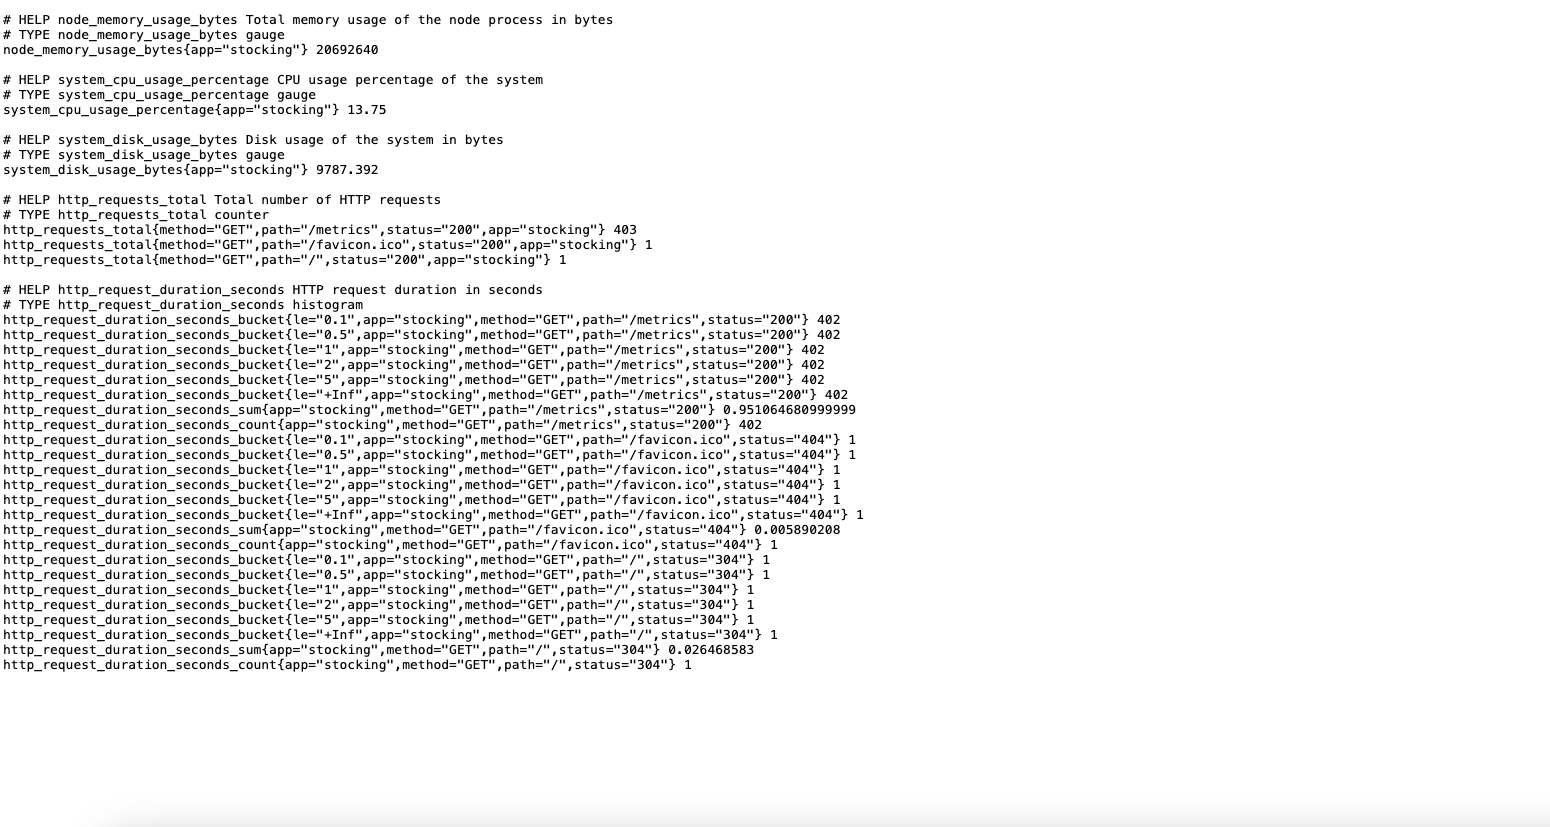 # HELP node_memory_usage_bytes Total memory usage of the node process in bytes
# TYPE node_memory_usage_bytes gauge
node_memory_usage_bytes{app="stocking"} 20692640
# HELP system_cpu_usage_percentage CPU usage percentage of the system
# TYPE system_cpu_usage_percentage gauge
system_cpu_usage_percentage{app="stocking"} 13.75
# HELP system_disk_usage_bytes Disk usage of the system in bytes
# TYPE system_disk_usage_bytes gauge
system_disk_usage_bytes{app="stocking"} 9787.392
# HELP http_requests_total Total number of HTTP requests
# TYPE http_requests_total counter
http_requests_total{method="GET",path="/metrics",status="200",app="stocking"} 403
http_requests_total{method="GET",path="/favicon.ico",status="200",app="stocking"} 1
http_requests_total{method="GET",path="/",status="200",app="stocking"} 1
# HELP http_request_duration_seconds HTTP request duration in seconds
# TYPE http_request_duration_seconds histogram
http_request_duration_seconds_bucket{le="0.1",app="stocking",method="GET",path="/metrics",status="200"} 402
http_request_duration_seconds_bucket{le="0.5",app="stocking",method="GET",path="/metrics",status="200"} 402
http_request_duration_seconds_bucket{le="1",app="stocking",method="GET",path="/metrics",status="200"} 402
http_request_duration_seconds_bucket{le="2",app="stocking",method="GET",path="/metrics",status="200"} 402
http_request_duration_seconds_bucket{le="5",app="stocking",method="GET",path="/metrics",status="200"} 402
http_request_duration_seconds_bucket{le="+Inf",app="stocking",method="GET",path="/metrics",status="200"} 402
http_request_duration_seconds_sum{app="stocking",method="GET",path="/metrics",status="200"} 0.951064680999999
http_request_duration_seconds_count{app="stocking",method="GET",path="/metrics",status="200"} 402
http_request_duration_seconds_bucket{le="0.1",app="stocking",method="GET",path="/favicon.ico",status="404"} 1
http_request_duration_seconds_bucket{le="0.5",app="stocking",method="GET",path="/favicon.ico",status="404"} 1
http_request_duration_seconds_bucket{le="1",app="stocking",method="GET",path="/favicon.ico",status="404"} 1
http_request_duration_seconds_bucket{le="2",app="stocking",method="GET",path="/favicon.ico",status="404"} 1
http_request_duration_seconds_bucket{le="5",app="stocking",method="GET",path="/favicon.ico",status="404"} 1
http_request_duration_seconds_bucket{le="+Inf",app="stocking",method="GET",path="/favicon.ico",status="404"} 1
http_request_duration_seconds_sum{app="stocking",method="GET",path="/favicon.ico",status="404"} 0.005890208
http_request_duration_seconds_count{app="stocking",method="GET",path="/favicon.ico",status="404"} 1
http_request_duration_seconds_bucket{le="0.1",app="stocking",method="GET",path="/",status="304"} 1
http_request_duration_seconds_bucket{le="0.5",app="stocking",method="GET",path="/",status="304"} 1
http_request_duration_seconds_bucket{le="1",app="stocking",method="GET",path="/",status="304"} 1
http_request_duration_seconds_bucket{le="2",app="stocking",method="GET",path="/",status="304"} 1
http_request_duration_seconds_bucket{le="5",app="stocking",method="GET",path="/",status="304"} 1
http_request_duration_seconds_bucket{le="+Inf",app="stocking",method="GET",path="/",status="304"} 1
http_request_duration_seconds_sum{app="stocking",method="GET",path="/",status="304"} 0.026468583
http_request_duration_seconds_count{app="stocking",method="GET",path="/",status="304"} 1